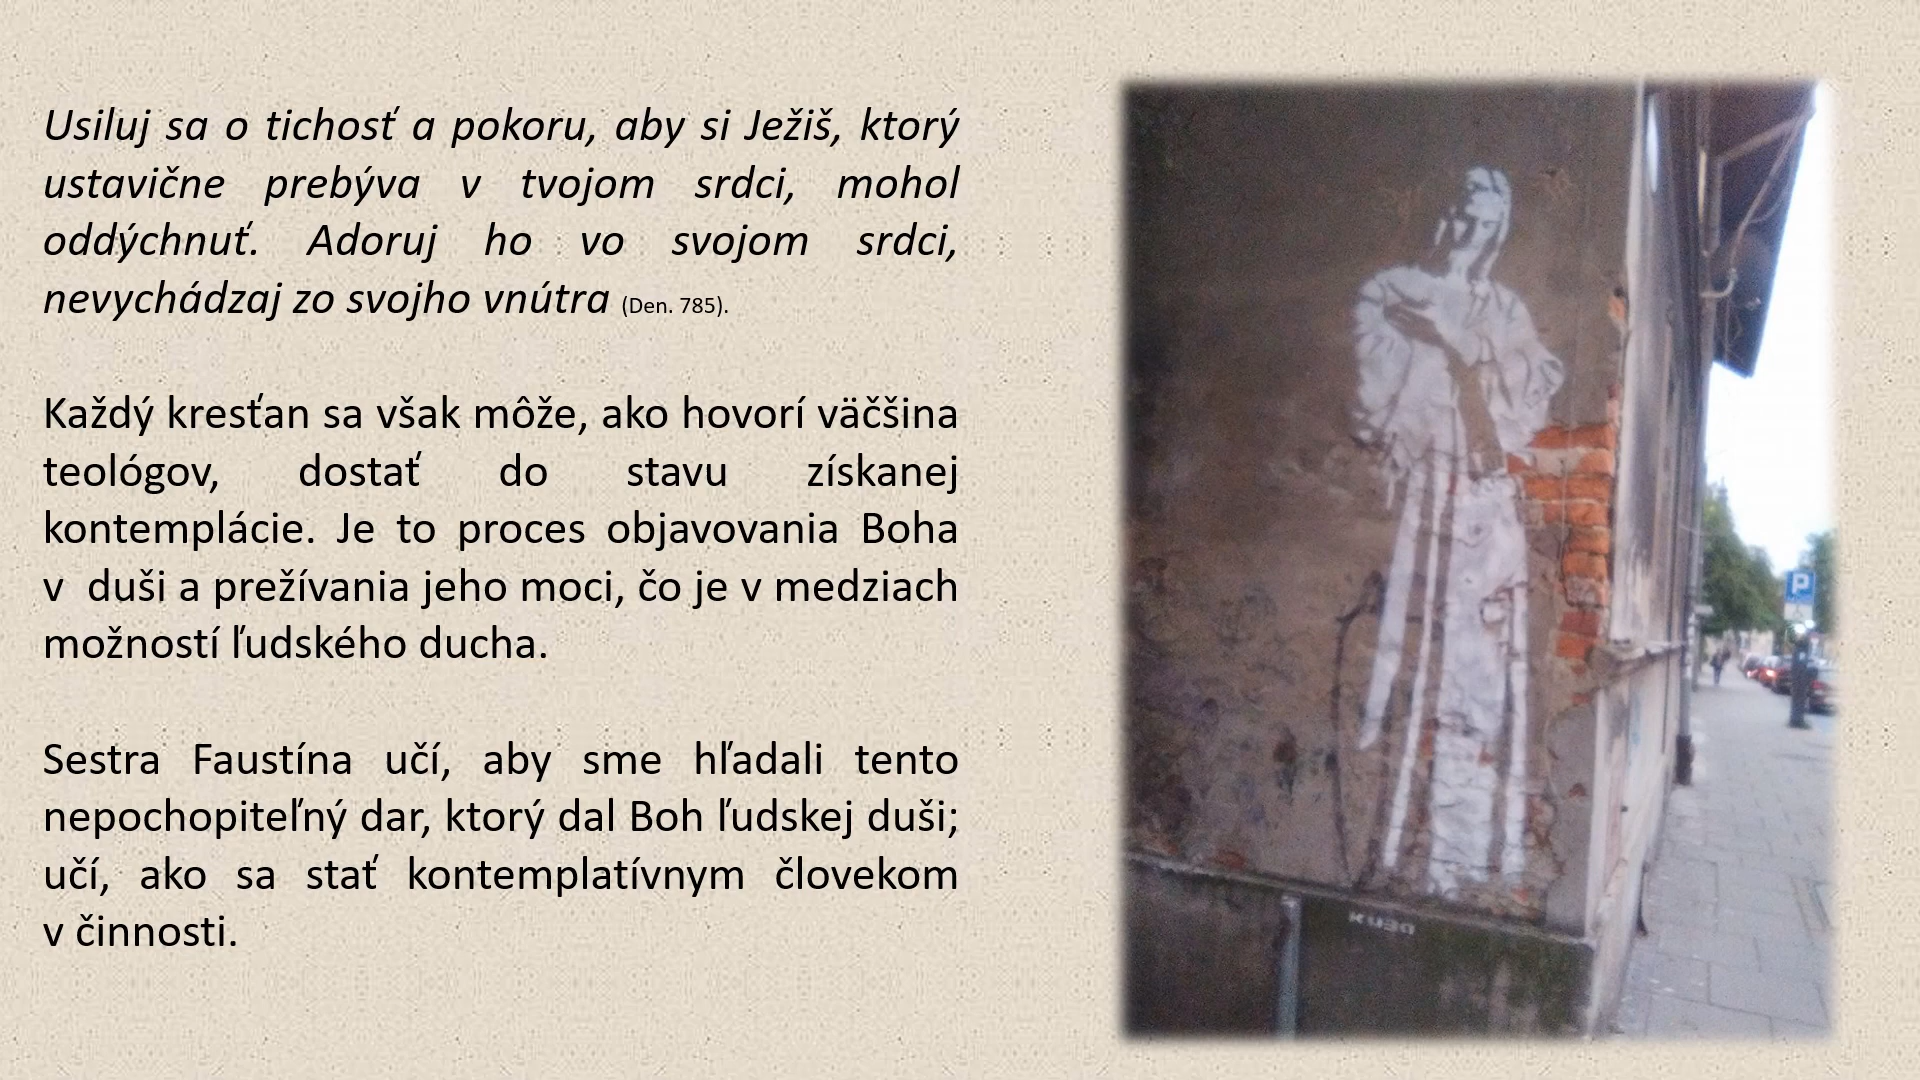 Usiluj sa o tichosť a pokoru, aby si Ježiš, ktorý
ustavične prebýva v tvojom srdci, mohol
oddýchnuť. Adoruj ho vo svojom srdci,
nevychádzaj zo svojho vnútra (Den. 785).
Každý kresťan sa však môže, ako hovorí väčšina
teológov, dostať do stavu získanej
kontemplácie. Je to proces objavovania Boha
v duši a prežívania jeho moci, čo je v medziach
možností ľudského ducha.
Sestra Faustína učí, aby sme hľadali tento
nepochopiteľný dar, ktorý dal Boh ľudskej duši;
učí, ako sa stať kontemplatívnym človekom
v činnosti.
P